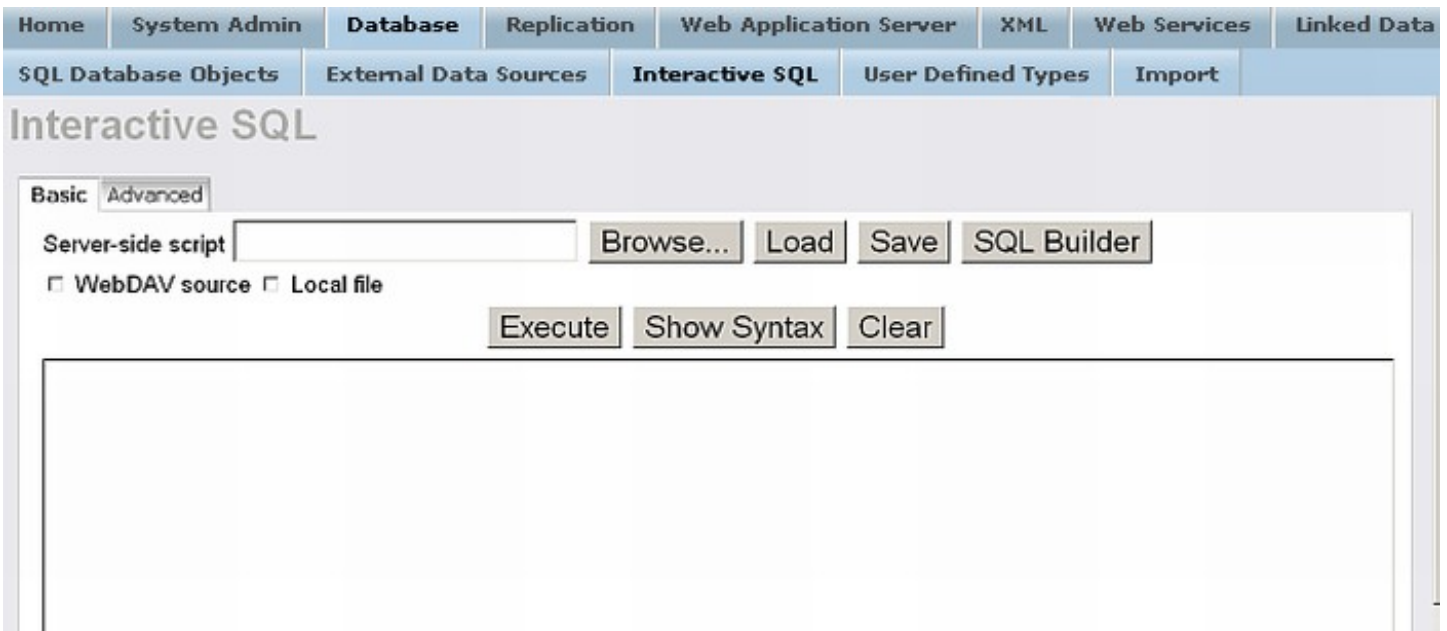 Home System Admin Database Replication Web Application Server XML Web Services Linked Data
SQL Database Objects External Data Sources Interactive SQL User Defined Types Import
Interactive SQL
Basic Advanced
Server-side script Browse... Load Save SQL Builder
WebDAV source Local file
Execute Show Syntax Clear